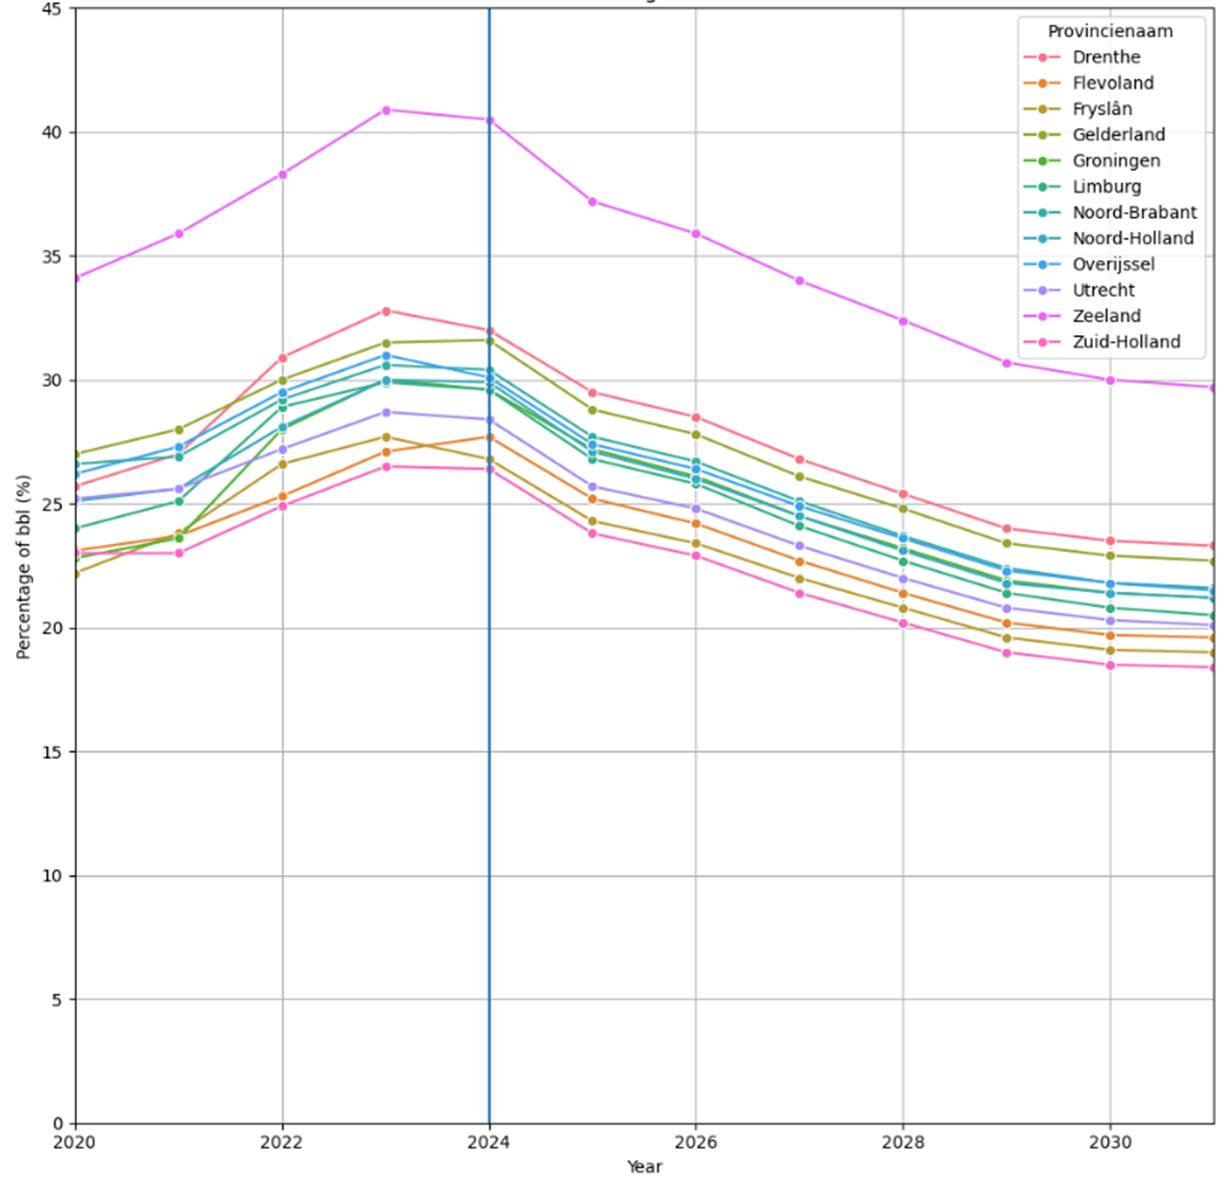 45
40
35
30
25
20
15
10
5
0
Percentage of bbl (%)
2020 2022 2024 2026 2028 2030
Year
Provincienaam
Drenthe
Flevoland
Fryslân
Gelderland
Groningen
Limburg
Noord-Brabant
Noord-Holland
Overijssel
Utrecht
Zeeland
Zuid-Holland